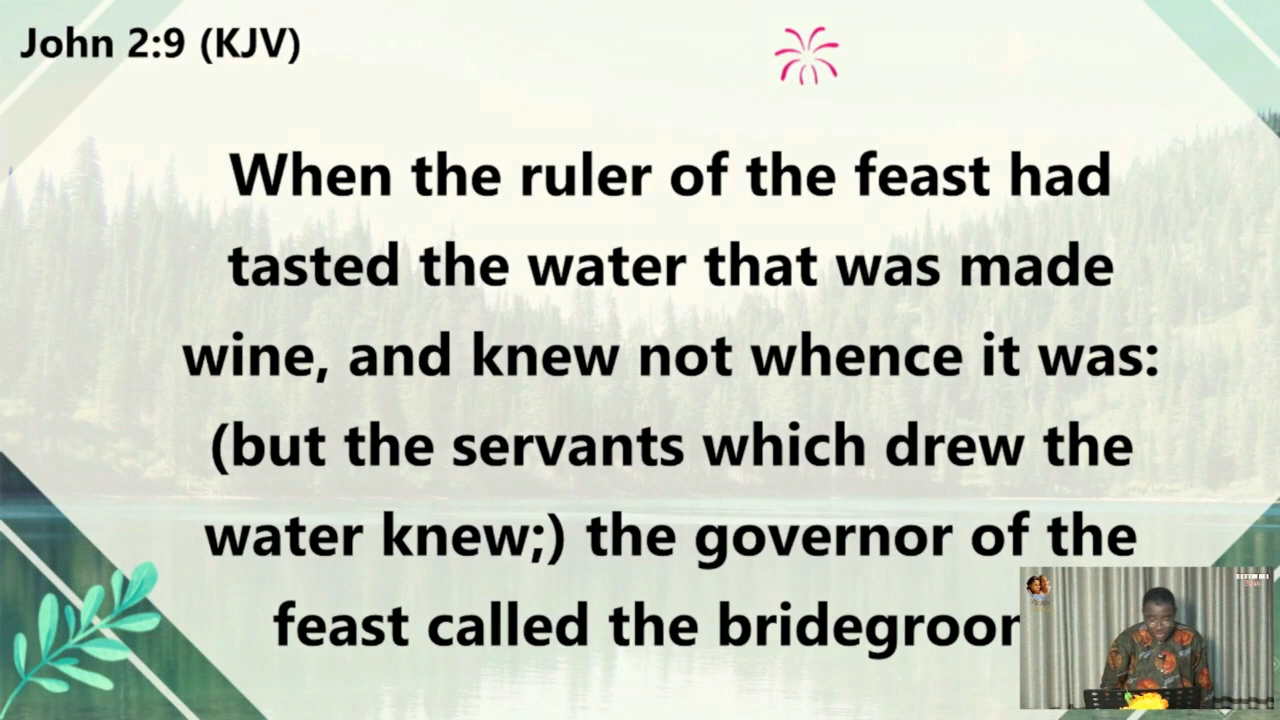 John 2:9 (KJV)
When the ruler of the feast had
tasted the water that was made
wine, and knew not whence it was:
(but the servants which drew the
water knew;) the governor of the
feast called the bridegroo